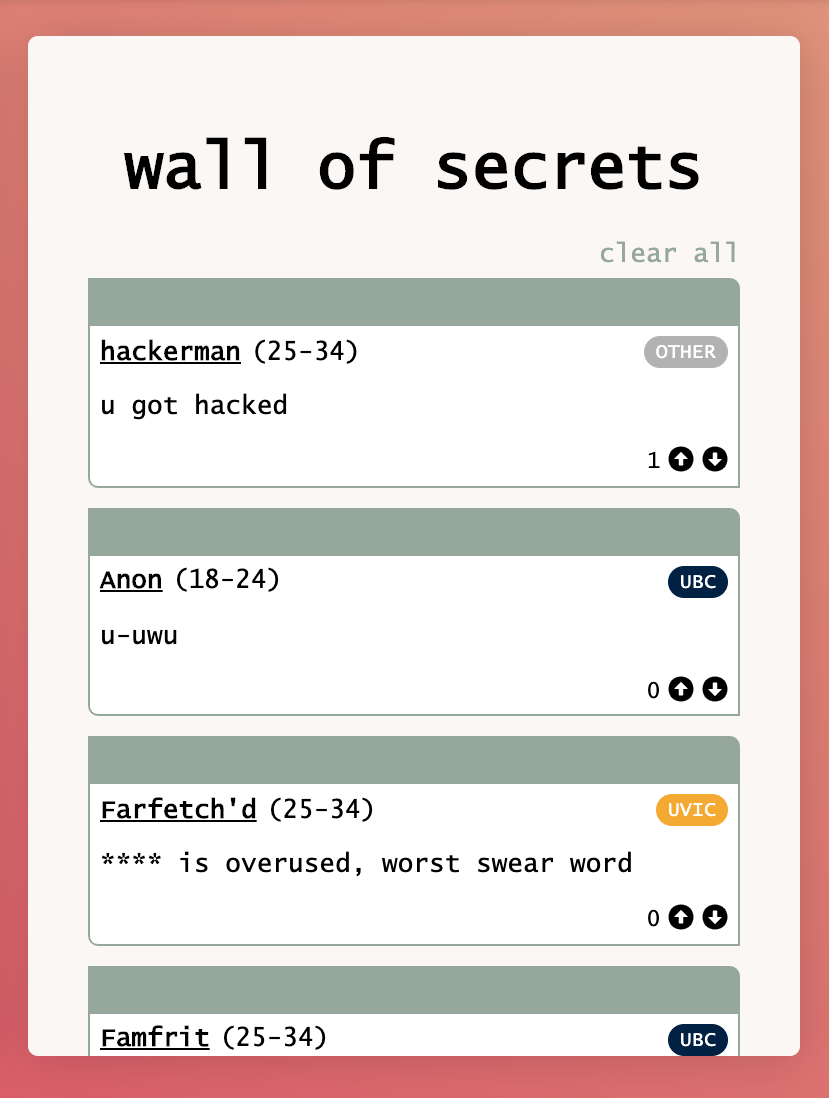 wall of secrets
clear all
hackerman (25-34) OTHER
u got hacked
1
Anon (18-24) UBC
u-uwu
0
Farfetch'd (25-34) UVIC
**** is overused, worst swear word
0
Famfrit (25-34) UBC